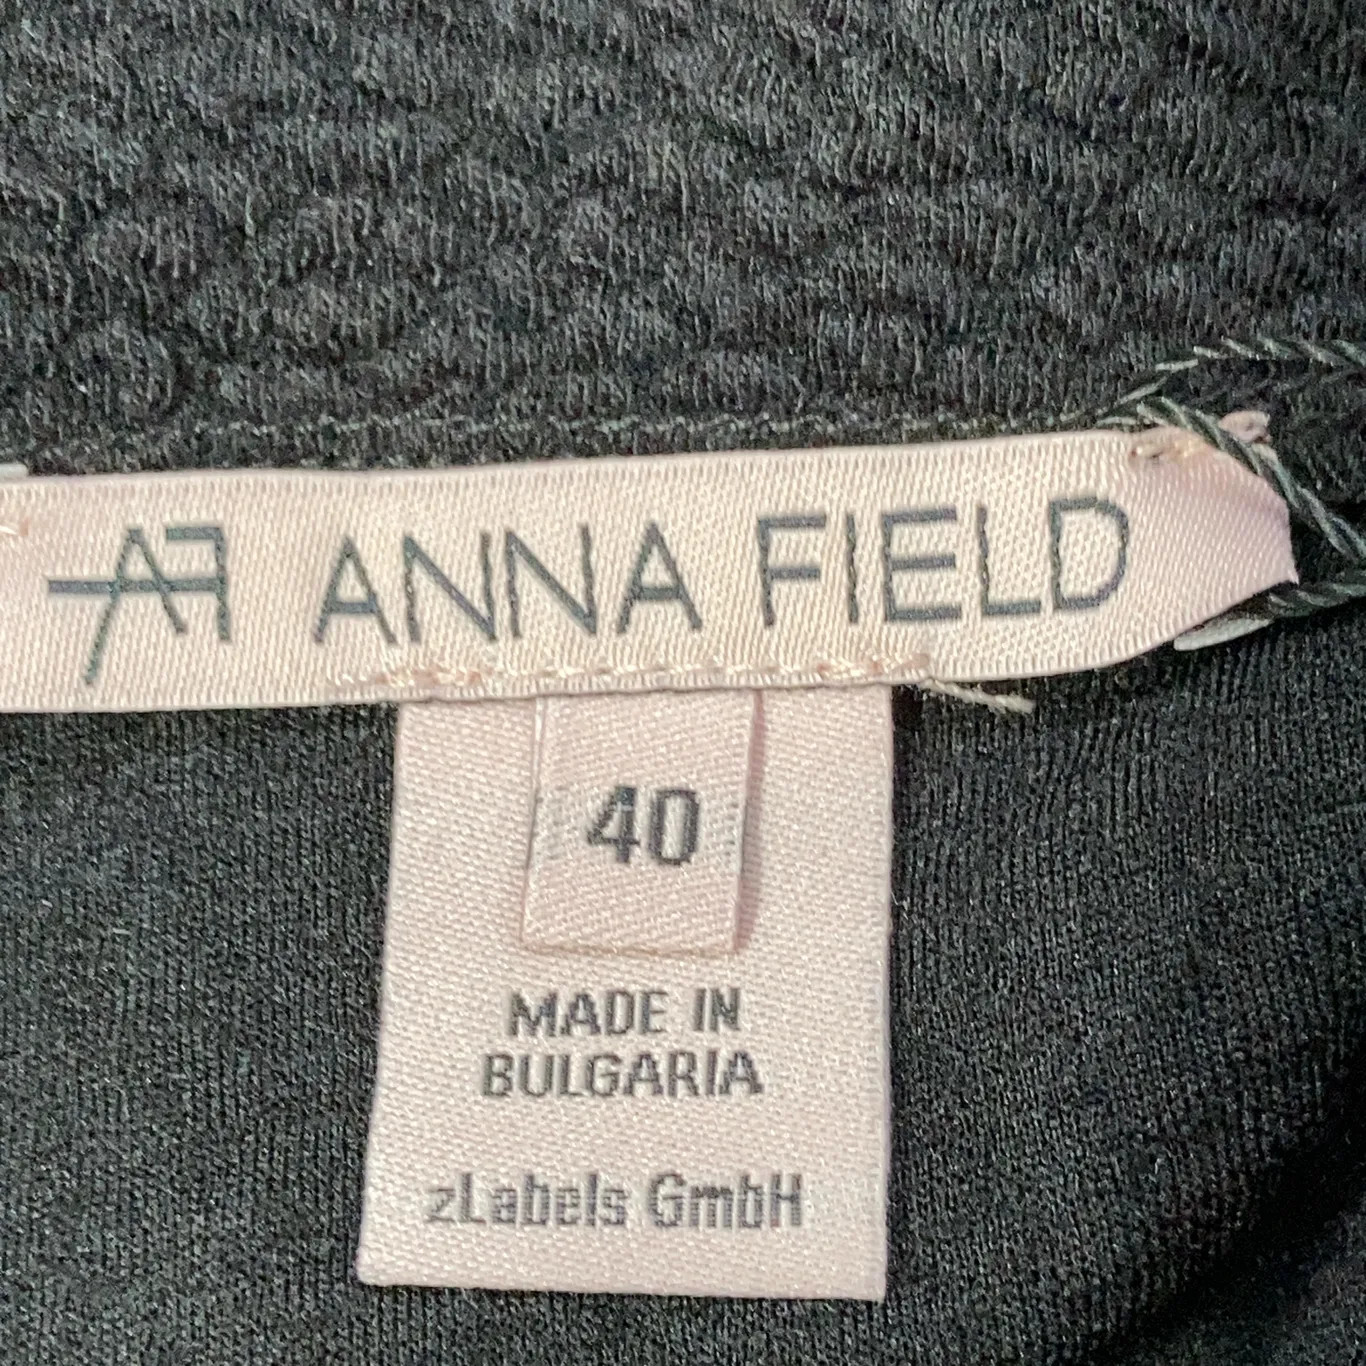 AF ANNA FIELD
40
MADE IN
BULGARIA
zLabels GmbH